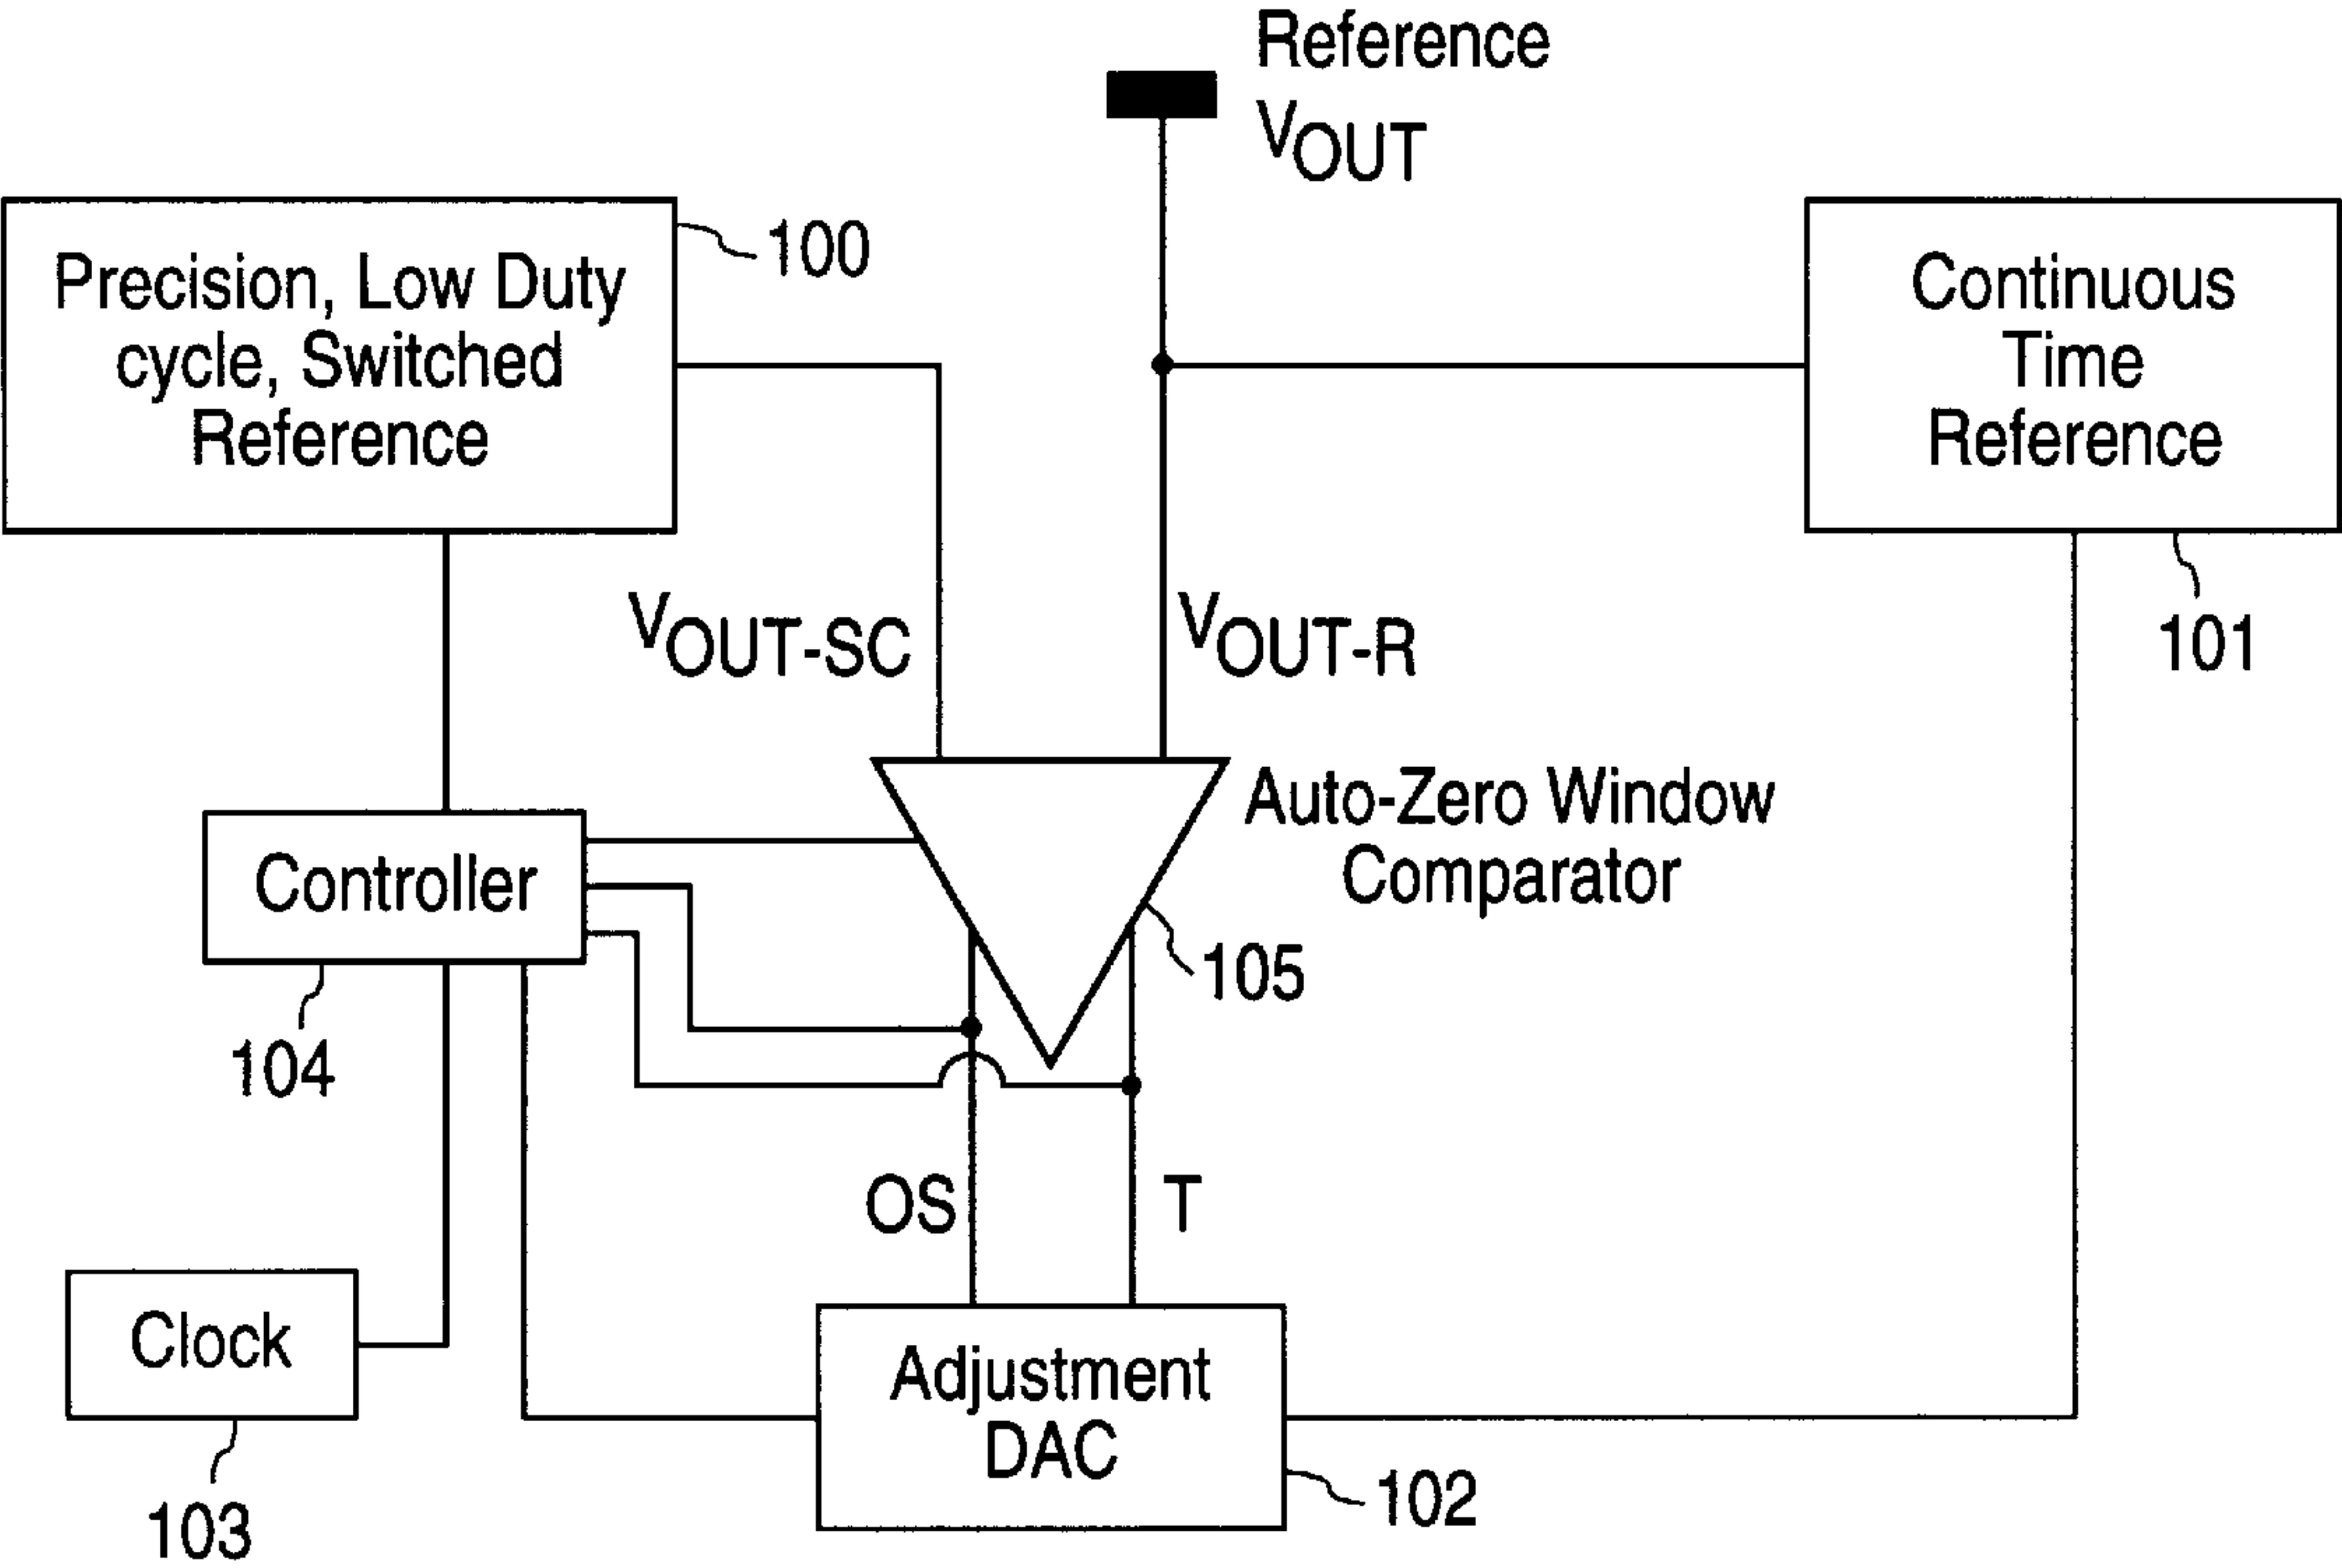 Reference
VOUT
100
Precision, Low Duty
cycle, Switched
Reference
Continuous
Time
Reference
VOUT-SC
VOUT-R
101
Auto-Zero Window
Comparator
Controller
105
104
OS
T
Clock
Adjustment
DAC
102
103